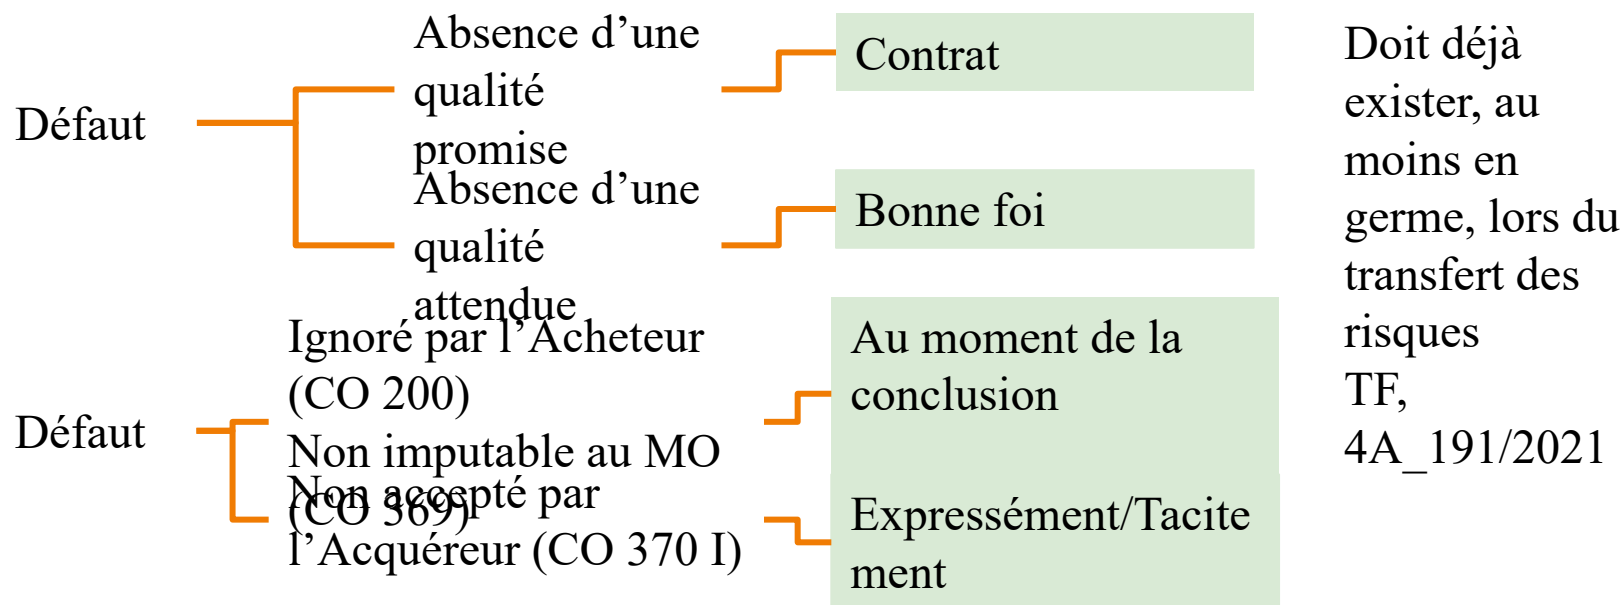 Défaut
Absence d’une
qualité
promise
Contrat
Absence d’une
qualité
attendue
Bonne foi
Défaut
Ignoré par l’Acheteur
(CO 200)
Non imputable au MO
(CO 369)
Au moment de la
conclusion
Non accepté par
l’Acquéreur (CO 370 I)
Expressément/Tacite
ment
Doit déjà
exister, au
moins en
germe, lors du
transfert des
risques
TF,
4A_191/2021